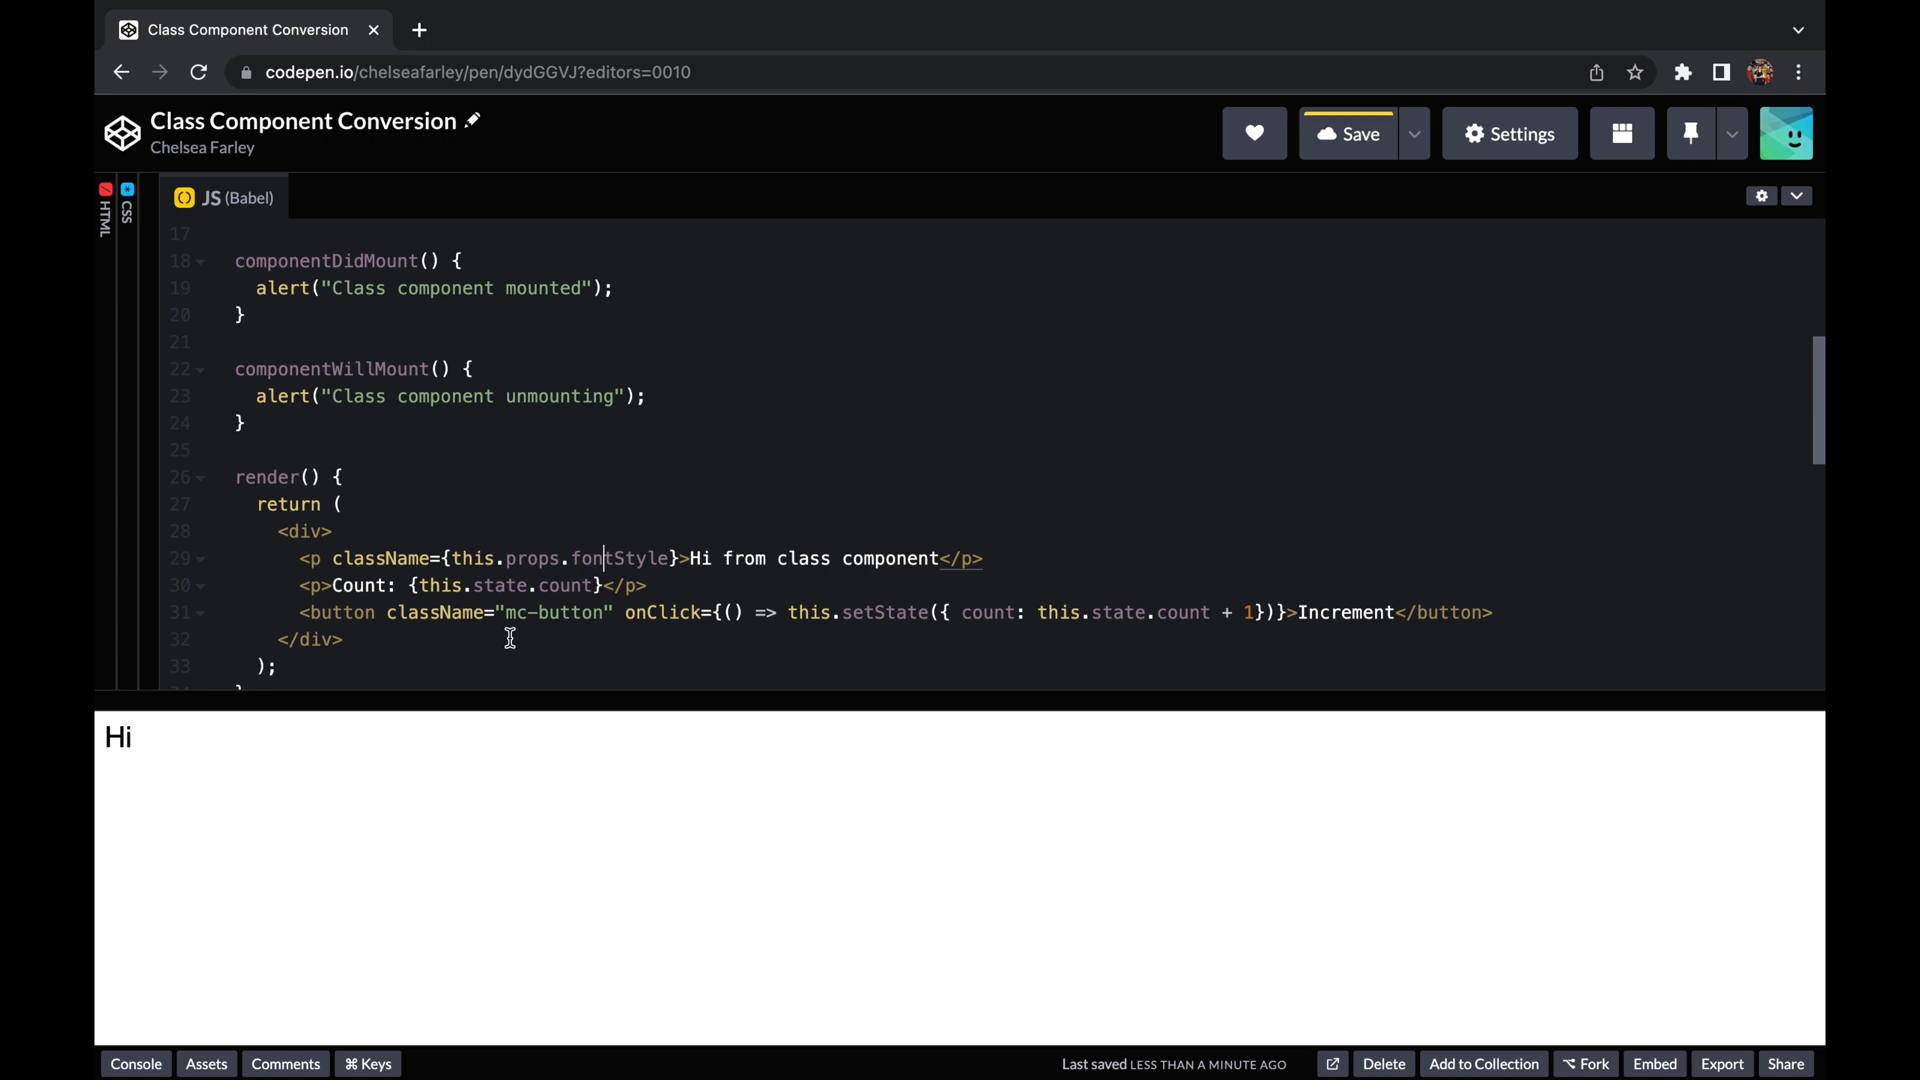 Class Component Conversion
codepen.io/chelseafarley/pen/dydGGVJ?editors=0010
Class Component Conversion
Chelsea Farley
Save
Settings
HTML
CSS
JS (Babel)
17
18 componentDidMount() {
19 alert("Class component mounted");
20 }
21
22 componentWillMount() {
23 alert("Class component unmounting");
24 }
25
26 render() {
27 return (
28 <div>
29 <p className={this.props.fontStyle}>Hi from class component</p>
30 <p>Count: {this.state.count}</p>
31 <button className="mc-button" onClick={() => this.setState({ count: this.state.count + 1})}>Increment</button>
32 </div>
33 );
Hi
Console Assets Comments ⌘ Keys Last saved LESS THAN A MINUTE AGO Delete Add to Collection ⌥ Fork Embed Export Share